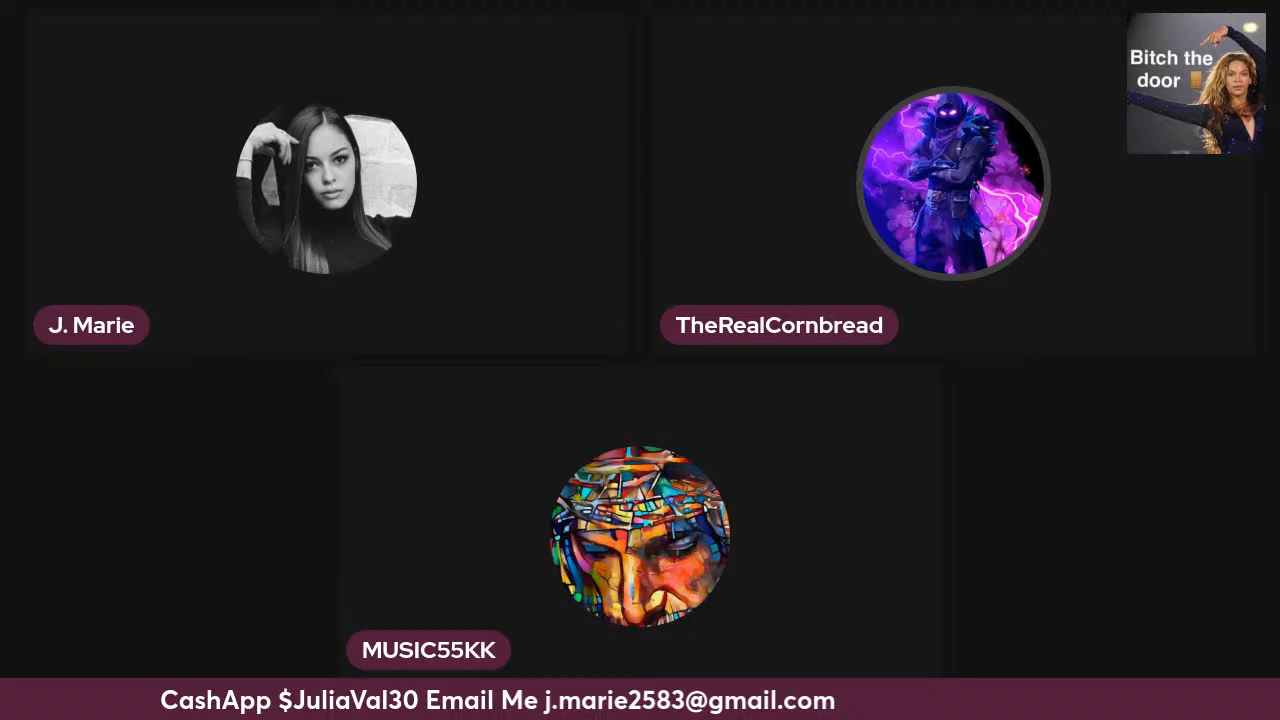 Bitch the
door
J. Marie
TheRealCornbread
MUSIC55KK
CashApp $JuliaVal30 Email Me j.marie2583@gmail.com